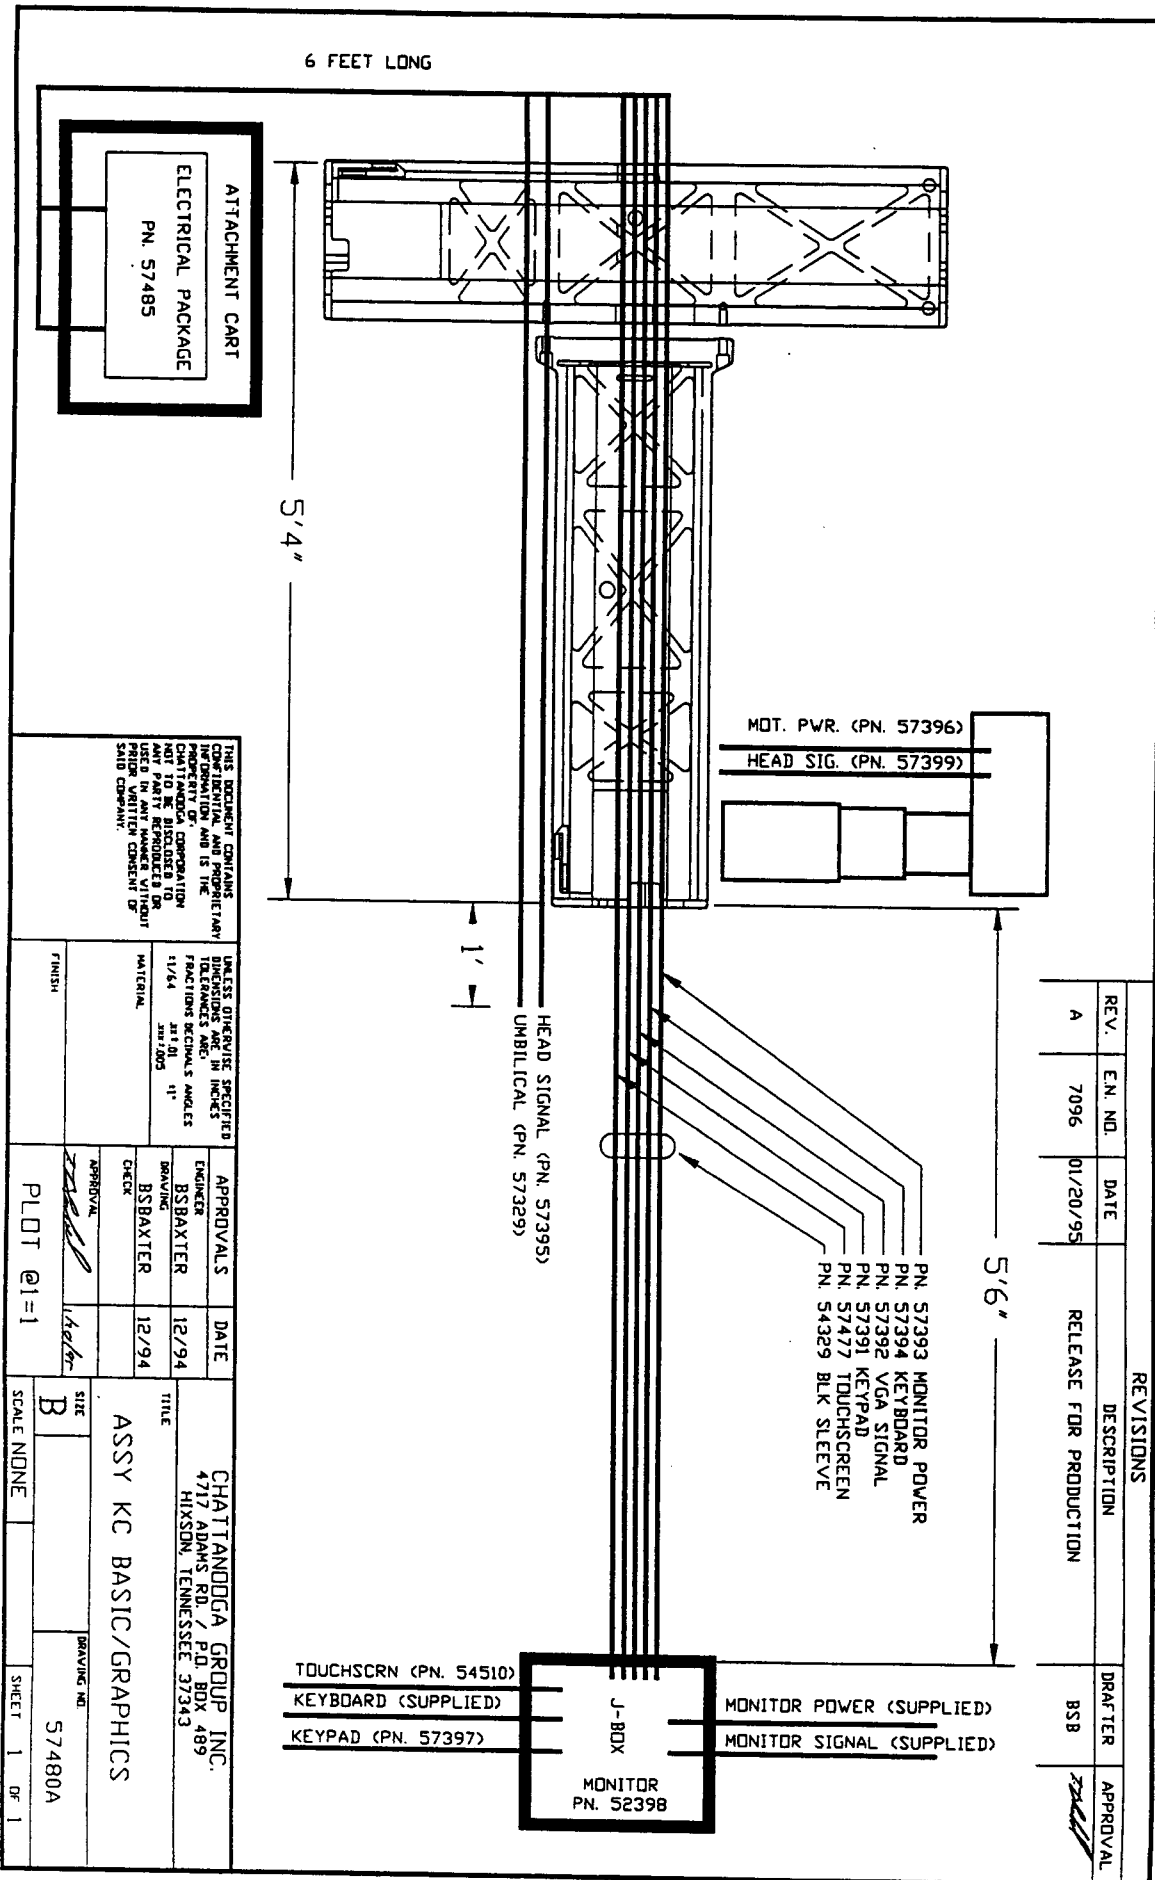 6 FEET LONG
ATTACHMENT CART
ELECTRICAL PACKAGE
PN. 57485
5'4"
1'
5'6"
MOT. PWR. (PN. 57396)
HEAD SIG. (PN. 57399)
HEAD SIGNAL (PN. 57395)
UMBILICAL (PN. 57329)
PN. 57393 MONITOR POWER
PN. 57394 KEYBOARD
PN. 57392 VGA SIGNAL
PN. 57391 KEYPAD
PN. 57477 TOUCHSCREEN
PN. 54329 BLK SLEEVE
TOUCHSCRN (PN. 54510)
KEYBOARD (SUPPLIED)
KEYPAD (PN. 57397)
J-BOX
MONITOR
PN. 52398
MONITOR POWER (SUPPLIED)
MONITOR SIGNAL (SUPPLIED)
REVISIONS
REV. E.N. NO. DATE DESCRIPTION DRAFTER APPROVAL
A 7096 01/20/95 RELEASE FOR PRODUCTION BSB
THIS DOCUMENT CONTAINS
CONFIDENTIAL AND PROPRIETARY
INFORMATION AND IS THE
PROPERTY OF:
CHATTANOOGA CORPORATION
NOT TO BE DISCLOSED TO
ANY PARTY REPRODUCED OR
USED IN ANY MANNER WITHOUT
PRIOR WRITTEN CONSENT OF
SAID COMPANY.
UNLESS OTHERWISE SPECIFIED
DIMENSIONS ARE IN INCHES
TOLERANCES ARE:
FRACTIONS DECIMALS ANGLES
±1/64 .xx ±.01 ±1°
.xxx ±.005
MATERIAL
FINISH
APPROVALS DATE
ENGINEER
BSBAXTER 12/94
DRAWING
BSBAXTER 12/94
CHECK
APPROVAL
PLOT @1=1
CHATTANOOGA GROUP INC.
4717 ADAMS RD. / P.O. BOX 489
HIXSON, TENNESSEE 37343
TITLE
ASSY KC BASIC/GRAPHICS
SIZE
B
DRAWING NO.
57480A
SCALE NONE
SHEET 1 OF 1